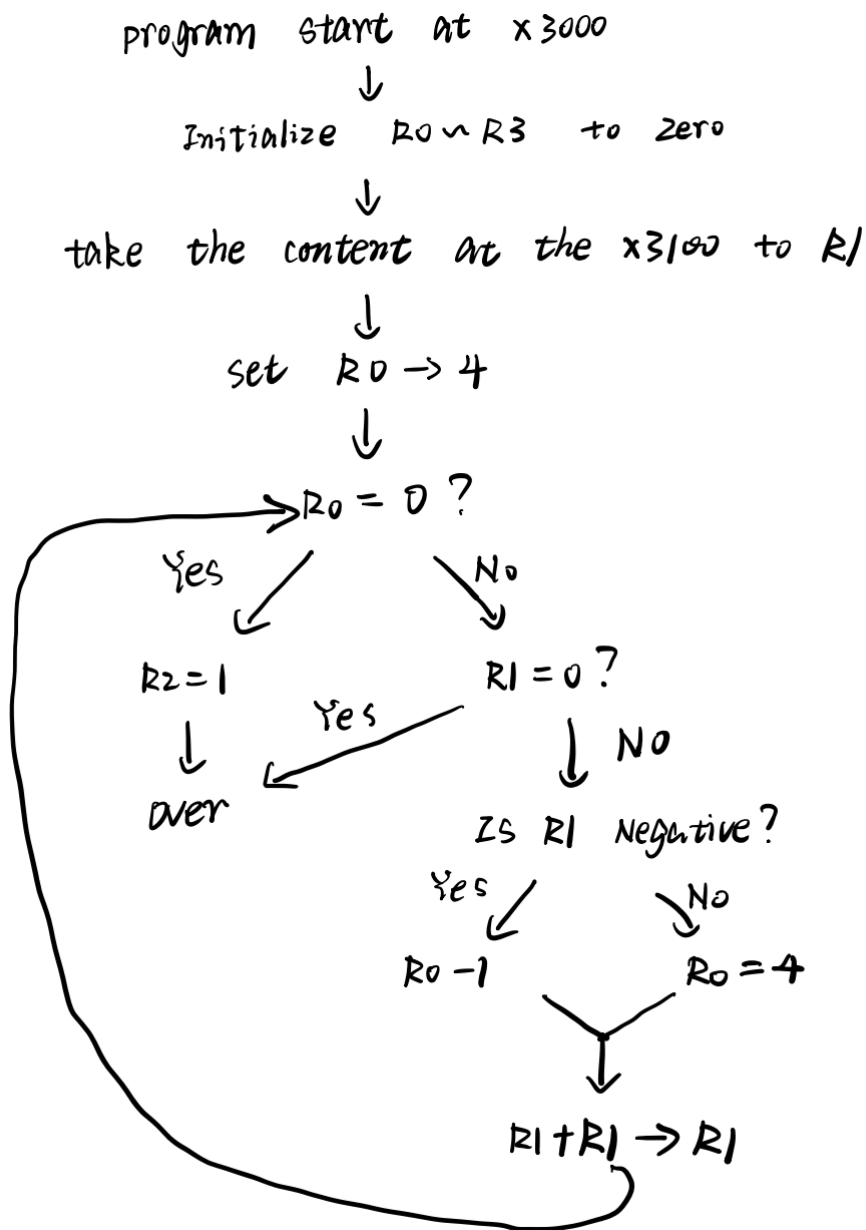 program start at x3000
Initialize R0~R3 to zero
take the content at the x3100 to R1
set R0 → 4
R0 = 0 ?
Yes
No
R2=1
R1 = 0 ?
Yes
NO
over
Is R1 Negative?
Yes
No
R0 -1
R0 = 4
R1+R1 → R1